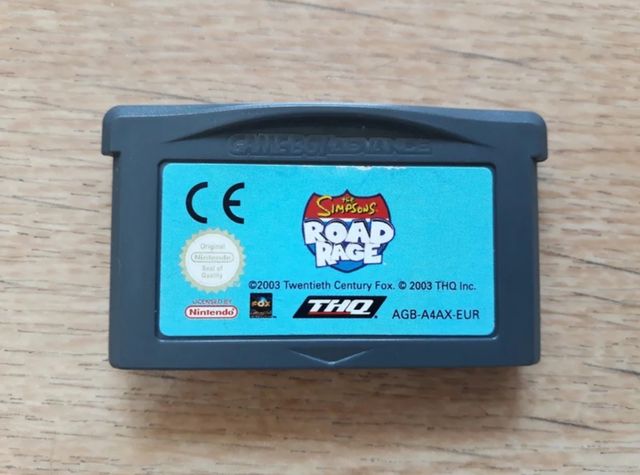 GAME BOY ADVANCE
CE
The
SIMPSONS
ROAD
RAGE
Original
Nintendo
Seal of
Quality
©2003 Twentieth Century Fox. © 2003 THQ Inc.
LICENSED BY
Nintendo
FOX
THQ
AGB-A4AX-EUR